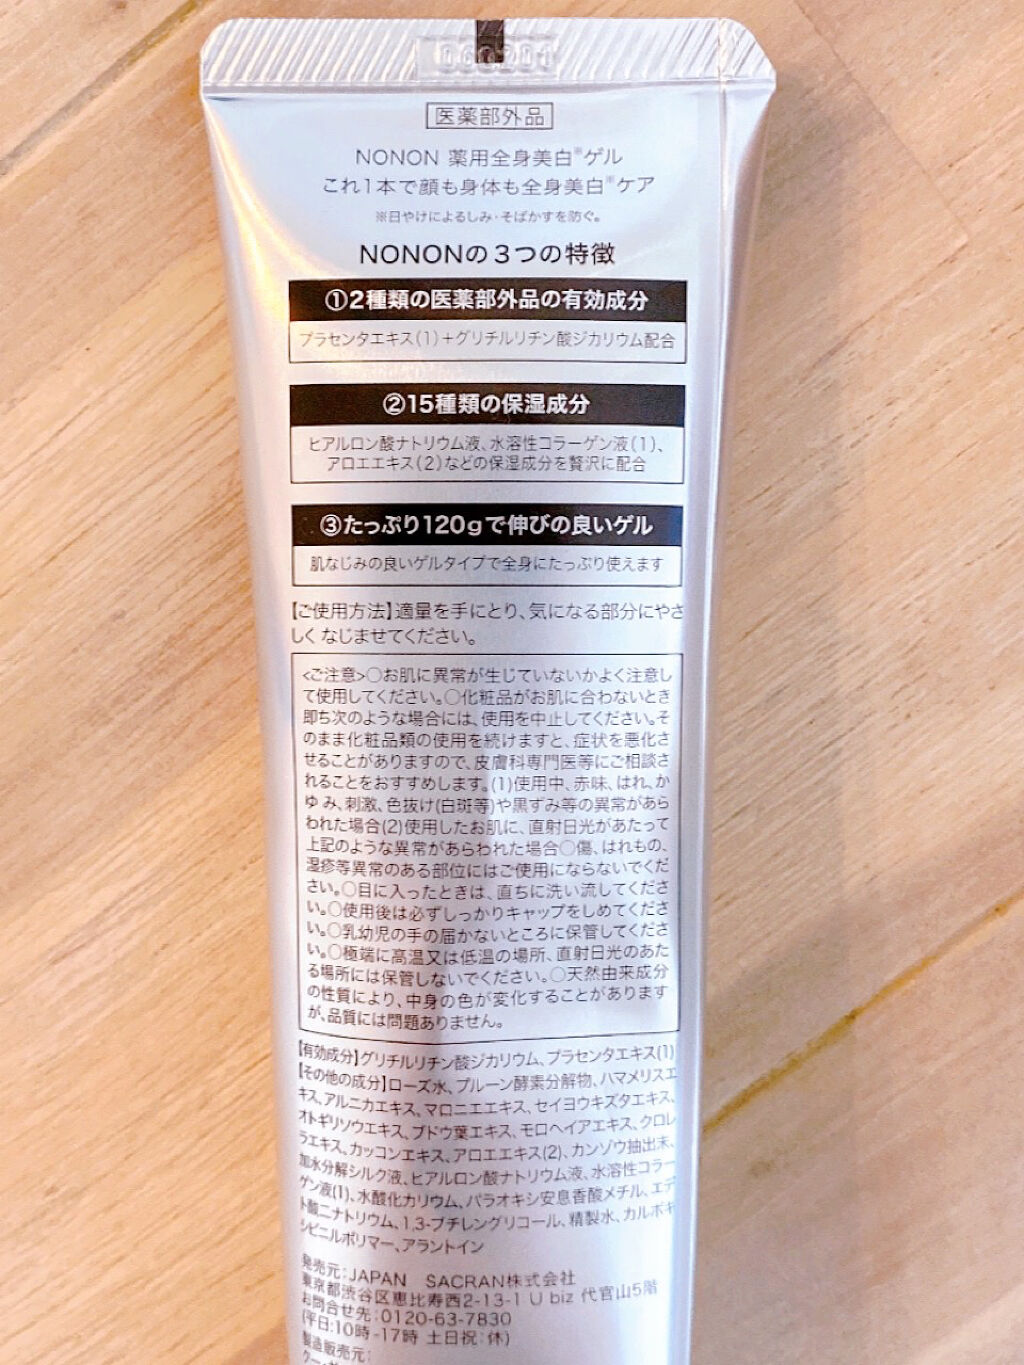 医薬部外品
NONON 薬用全身美白※ゲル
これ1本で顔も身体も全身美白※ケア
※日やけによるしみ・そばかすを防ぐ。
NONONの3つの特徴
①2種類の医薬部外品の有効成分
プラセンタエキス(1)+グリチルリチン酸ジカリウム配合
②15種類の保湿成分
ヒアルロン酸ナトリウム液、水溶性コラーゲン液(1)、
アロエエキス(2)などの保湿成分を贅沢に配合
③たっぷり120gで伸びの良いゲル
肌なじみの良いゲルタイプで全身にたっぷり使えます
【ご使用方法】適量を手にとり、気になる部分にやさ
しくなじませてください。
<ご注意>○お肌に異常が生じていないかよく注意し
て使用してください。○化粧品がお肌に合わないとき
即ち次のような場合には、使用を中止してください。そ
のまま化粧品類の使用を続けますと、症状を悪化さ
せることがありますので、皮膚科専門医等にご相談さ
れることをおすすめします。(1)使用中、赤味、はれ、か
ゆみ、刺激、色抜け(白斑等)や黒ずみ等の異常があら
われた場合(2)使用したお肌に、直射日光があたって
上記のような異常があらわれた場合○傷、はれもの、
湿疹等異常のある部位にはご使用にならないでくだ
さい。○目に入ったときは、直ちに洗い流してくださ
い。○使用後は必ずしっかりキャップをしめてくださ
い。○乳幼児の手の届かないところに保管してくださ
い。○極端に高温又は低温の場所、直射日光のあた
る場所には保管しないでください。○天然由来成分
の性質により、中身の色が変化することがあります
が、品質には問題ありません。
【有効成分】グリチルリチン酸ジカリウム、プラセンタエキス(1)
【その他の成分】ローズ水、プルーン酵素分解物、ハマメリスエ
キス、アルニカエキス、マロニエエキス、セイヨウキズタエキス、
オトギリソウエキス、ブドウ葉エキス、モロヘイアエキス、クロレ
ラエキス、カッコンエキス、アロエエキス(2)、カンゾウ抽出末、
加水分解シルク液、ヒアルロン酸ナトリウム液、水溶性コラー
ゲン液(1)、水酸化カリウム、パラオキシ安息香酸メチル、エデ
ト酸二ナトリウム、1,3-ブチレングリコール、精製水、カルボキ
シビニルポリマー、アラントイン
発売元:JAPAN SACRAN株式会社
東京都渋谷区恵比寿西2-13-1 U biz 代官山5階
お問合せ先:0120-63-7830
(平日:10時-17時 土日祝:休)
製造販売元: